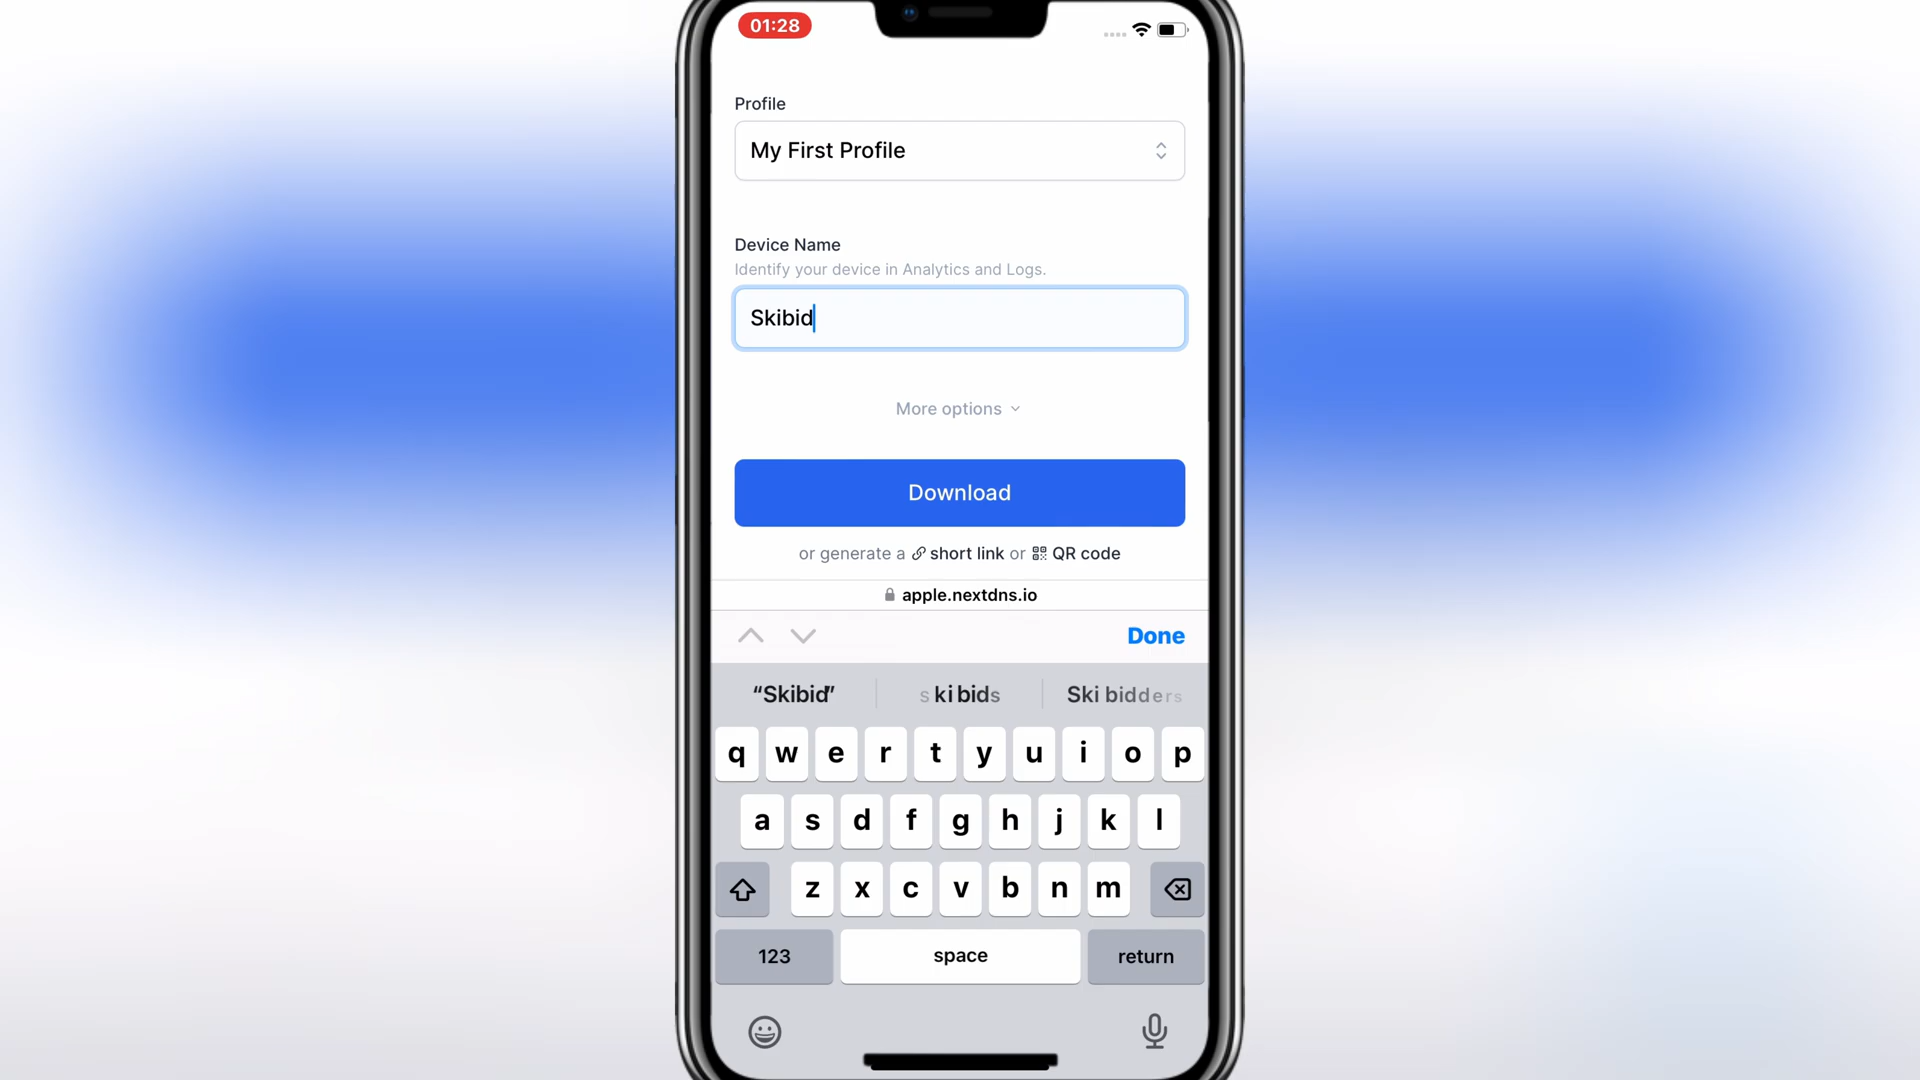 01:28
Profile
My First Profile
Device Name
Identify your device in Analytics and Logs.
Skibid
More options
Download
or generate a short link or QR code
apple.nextdns.io
Done
“Skibid” skibids Ski bidders
q w e r t y u i o p
a s d f g h j k l
z x c v b n m
123 space return